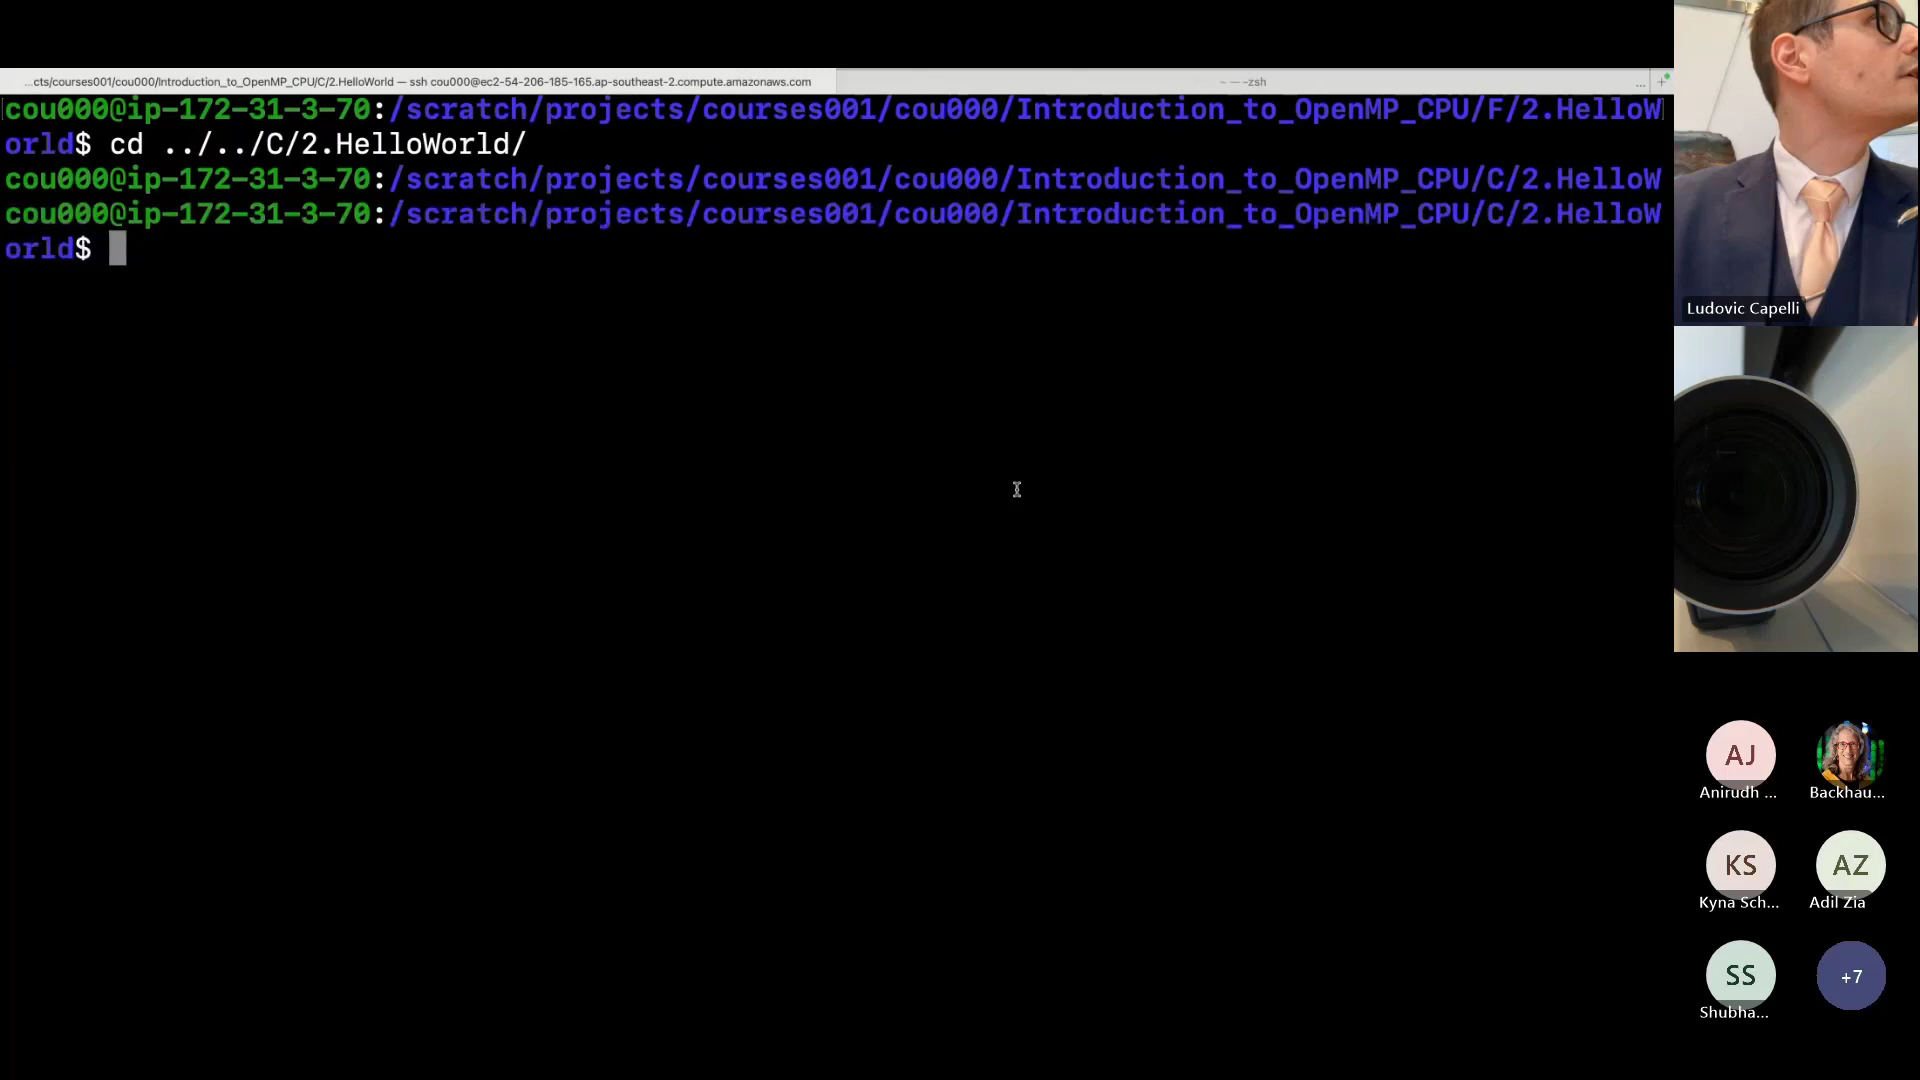 ...cts/courses001/cou000/Introduction_to_OpenMP_CPU/C/2.HelloWorld — ssh cou000@ec2-54-206-185-165.ap-southeast-2.compute.amazonaws.com
~ — -zsh
... +
cou000@ip-172-31-3-70:/scratch/projects/courses001/cou000/Introduction_to_OpenMP_CPU/F/2.HelloW
orld$ cd ../../C/2.HelloWorld/
cou000@ip-172-31-3-70:/scratch/projects/courses001/cou000/Introduction_to_OpenMP_CPU/C/2.HelloW
cou000@ip-172-31-3-70:/scratch/projects/courses001/cou000/Introduction_to_OpenMP_CPU/C/2.HelloW
orld$
Ludovic Capelli
AJ
Anirudh ...
Backhau...
KS
Kyna Sch...
AZ
Adil Zia
SS
Shubha...
+7